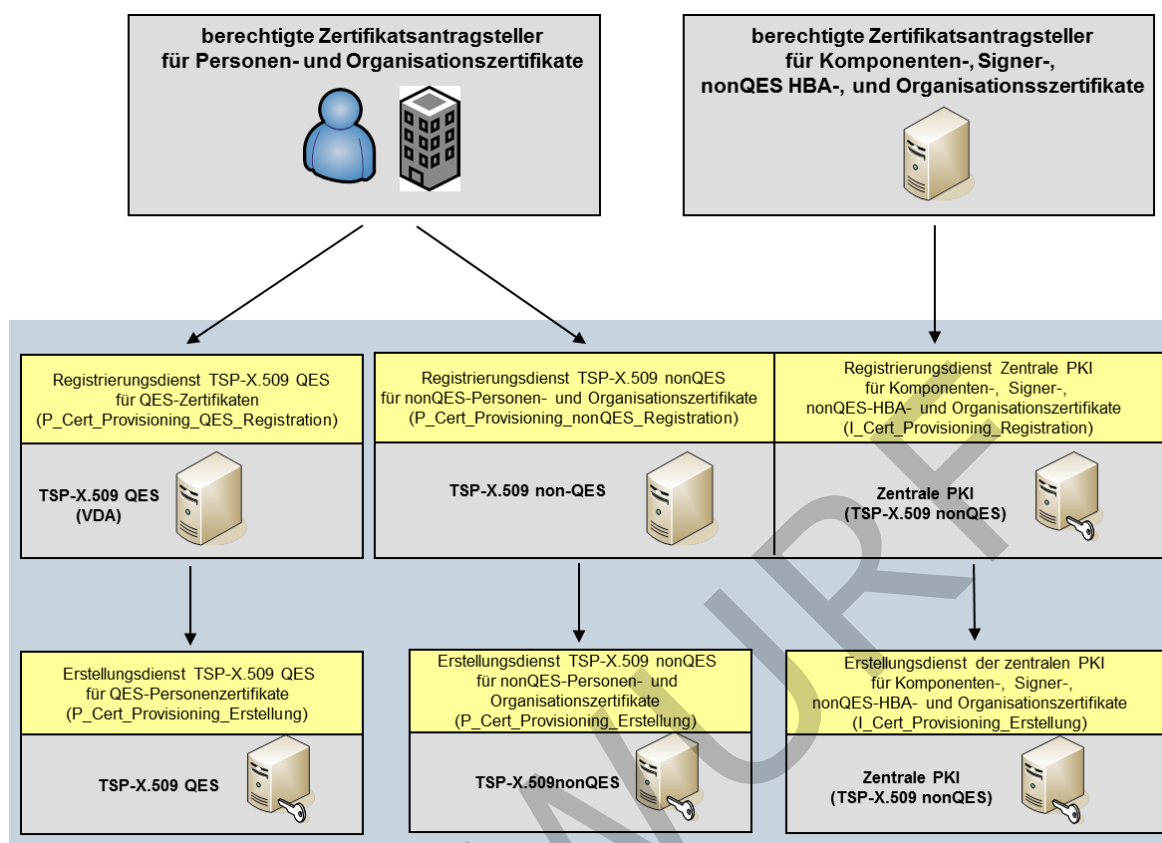 berechtigte Zertifikatsantragsteller
für Personen- und Organisationszertifikate
berechtigte Zertifikatsantragsteller
für Komponenten-, Signer-,
nonQES HBA-, und Organisationsszertifikate
Registrierungsdienst TSP-X.509 QES
für QES-Zertifikaten
(P_Cert_Provisioning_QES_Registration)
TSP-X.509 QES
(VDA)
Registrierungsdienst TSP-X.509 nonQES
für nonQES-Personen- und Organisationszertifikate
(P_Cert_Provisioning_nonQES_Registration)
TSP-X.509 non-QES
Registrierungsdienst Zentrale PKI
für Komponenten-, Signer-,
nonQES-HBA- und Organisationszertifikate
(I_Cert_Provisioning_Registration)
Zentrale PKI
(TSP-X.509 nonQES)
Erstellungsdienst TSP-X.509 QES
für QES-Personenzertifikate
(P_Cert_Provisioning_Erstellung)
TSP-X.509 QES
Erstellungsdienst TSP-X.509 nonQES
für nonQES-Personen- und
Organisationszertifikate
(P_Cert_Provisioning_Erstellung)
TSP-X.509nonQES
Erstellungsdienst der zentralen PKI
für Komponenten-, Signer-,
nonQES-HBA- und Organisationszertifikate
(I_Cert_Provisioning_Erstellung)
Zentrale PKI
(TSP-X.509 nonQES)
WURF